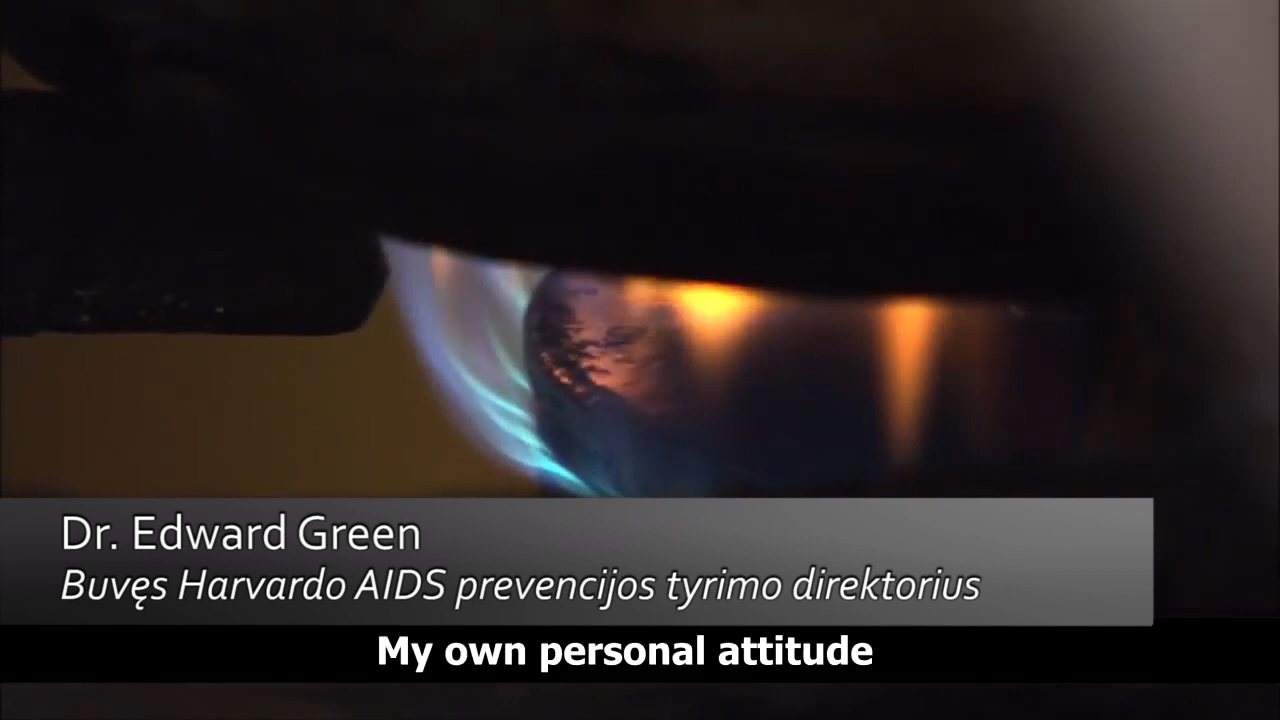 Dr. Edward Green
Buvęs Harvardo AIDS prevencijos tyrimo direktorius
My own personal attitude